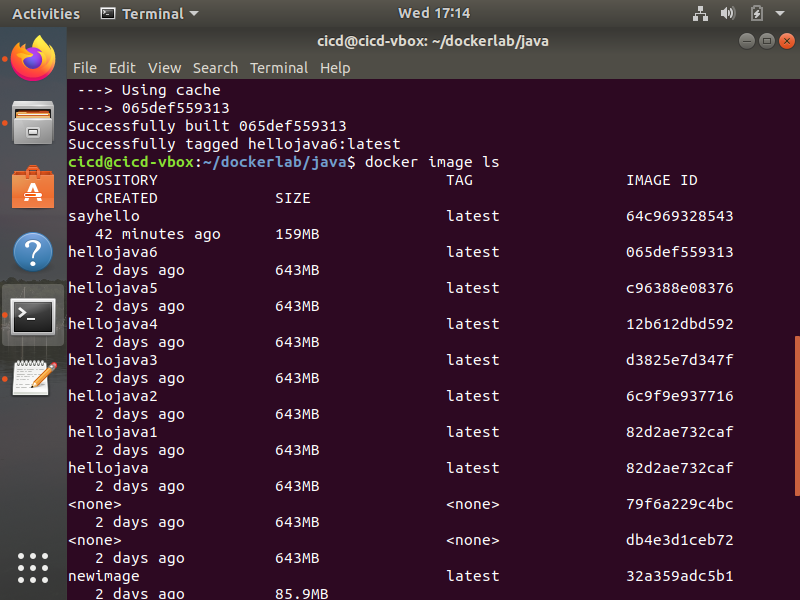 Activities Terminal Wed 17:14
cicd@cicd-vbox: ~/dockerlab/java
File Edit View Search Terminal Help
 ---> Using cache
 ---> 065def559313
Successfully built 065def559313
Successfully tagged hellojava6:latest
cicd@cicd-vbox:~/dockerlab/java$ docker image ls
REPOSITORY TAG IMAGE ID
CREATED SIZE
sayhello latest 64c969328543
42 minutes ago 159MB
hellojava6 latest 065def559313
2 days ago 643MB
hellojava5 latest c96388e08376
2 days ago 643MB
hellojava4 latest 12b612dbd592
2 days ago 643MB
hellojava3 latest d3825e7d347f
2 days ago 643MB
hellojava2 latest 6c9f9e937716
2 days ago 643MB
hellojava1 latest 82d2ae732caf
2 days ago 643MB
hellojava latest 82d2ae732caf
2 days ago 643MB
<none> <none> 79f6a229c4bc
2 days ago 643MB
<none> <none> db4e3d1ceb72
2 days ago 643MB
newimage latest 32a359adc5b1
2 days ago 85.9MB